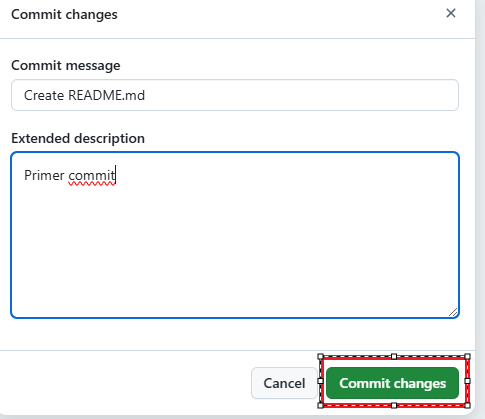 Commit changes
Commit message
Create README.md
Extended description
Primer commit
Cancel
Commit changes